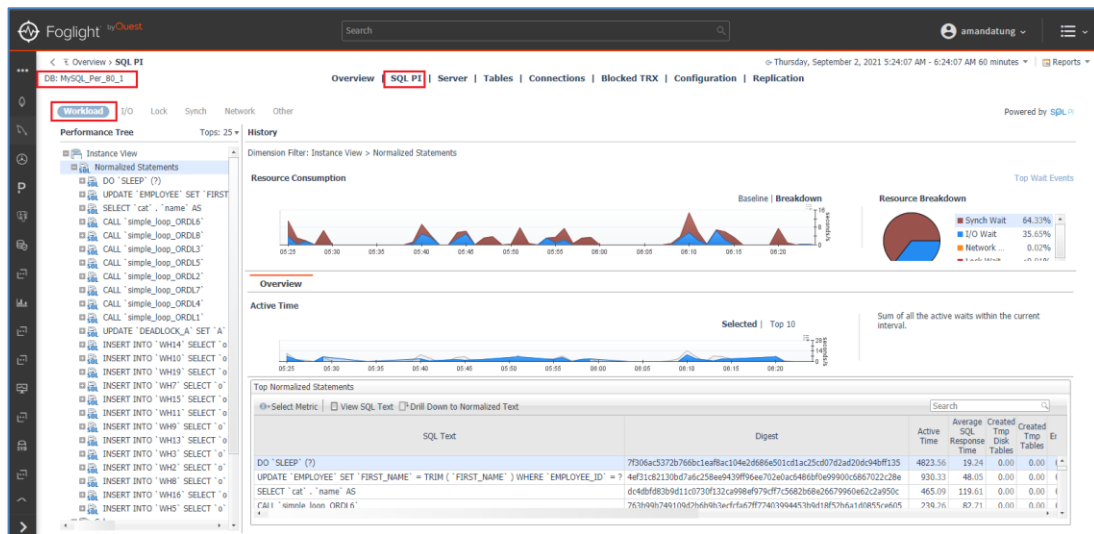 Foglight by Quest
Search
amandatung
< Overview > SQL PI
Thursday, September 2, 2021 5:24:07 AM - 6:24:07 AM 60 minutes
Reports
DB: MySQL_Per_80_1
Overview | SQL PI | Server | Tables | Connections | Blocked TRX | Configuration | Replication
Workload I/O Lock Synch Network Other
Powered by SQL PI
Performance Tree Tops: 25
Instance View
Normalized Statements
DO `SLEEP` (?)
UPDATE `EMPLOYEE` SET `FIRST
SELECT `cat` . `name` AS
CALL `simple_loop_ORDL6`
CALL `simple_loop_ORDL8`
CALL `simple_loop_ORDL3`
CALL `simple_loop_ORDL5`
CALL `simple_loop_ORDL2`
CALL `simple_loop_ORDL7`
CALL `simple_loop_ORDL4`
CALL `simple_loop_ORDL1`
UPDATE `DEADLOCK_A` SET `A`
INSERT INTO `WH14` SELECT `o
INSERT INTO `WH10` SELECT `o
INSERT INTO `WH19` SELECT `o
INSERT INTO `WH7` SELECT `o`
INSERT INTO `WH15` SELECT `o
INSERT INTO `WH11` SELECT `o
INSERT INTO `WH9` SELECT `o`
INSERT INTO `WH13` SELECT `o
INSERT INTO `WH3` SELECT `o`
INSERT INTO `WH2` SELECT `o`
INSERT INTO `WH8` SELECT `o`
INSERT INTO `WH16` SELECT `o
INSERT INTO `WH5` SELECT `o`
History
Dimension Filter: Instance View > Normalized Statements
Resource Consumption
Top Wait Events
Baseline | Breakdown
16
8
0
seconds/s
05:25 05:30 05:35 05:40 05:45 05:50 05:55 06:00 06:05 06:10 06:15 06:20
Resource Breakdown
Synch Wait 64.33%
I/O Wait 35.65%
Network ... 0.02%
Lock Wait <0.01%
Overview
Active Time
Selected | Top 10
Sum of all the active waits within the current
interval.
28
14
0
seconds/s
05:25 05:30 05:35 05:40 05:45 05:50 05:55 06:00 06:05 06:10 06:15 06:20
Top Normalized Statements
Select Metric | View SQL Text Drill Down to Normalized Text
Search
SQL Text Digest Active Time Average SQL Response Time Created Tmp Disk Tables Created Tmp Tables
DO `SLEEP` (?) 7f306ac5372b766bc1eaf8ac104e2d686e501cd1ac25cd07d2ad20dc94bff135 4823.56 19.24 0.00 0.00
UPDATE `EMPLOYEE` SET `FIRST_NAME` = TRIM ( `FIRST_NAME` ) WHERE `EMPLOYEE_ID` = ? 4ef31c82130bd7a6c258ee9439ff96ee702e0ac6486bf0e99900c6867022c28e 930.33 48.05 0.00 0.00
SELECT `cat` . `name` AS dc4dbfd83b9d11c0730f132ca998ef979cff7c5682b68e26679960e62c2a950c 465.09 119.61 0.00 0.00
CALL `simple_loop_ORDL6` 239.26 82.71 0.00 0.00